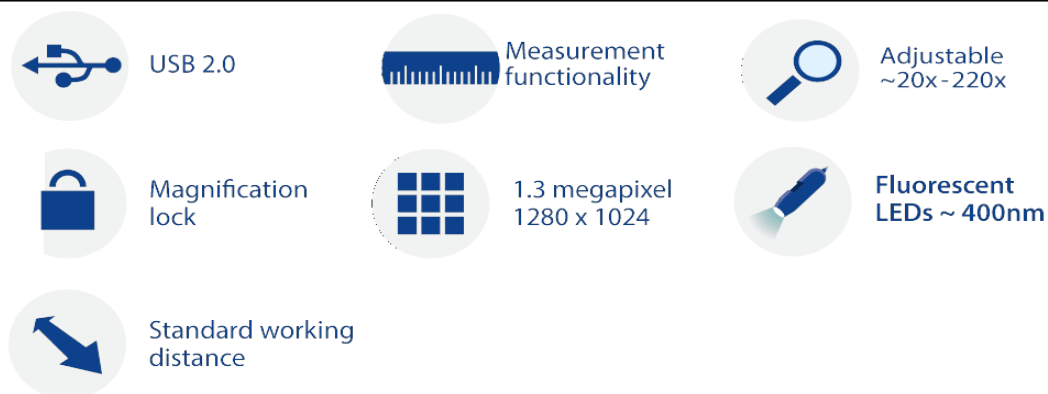 USB 2.0
Measurement
functionality
Adjustable
~20x-220x
Magnification
lock
1.3 megapixel
1280 x 1024
Fluorescent
LEDs ~ 400nm
Standard working
distance